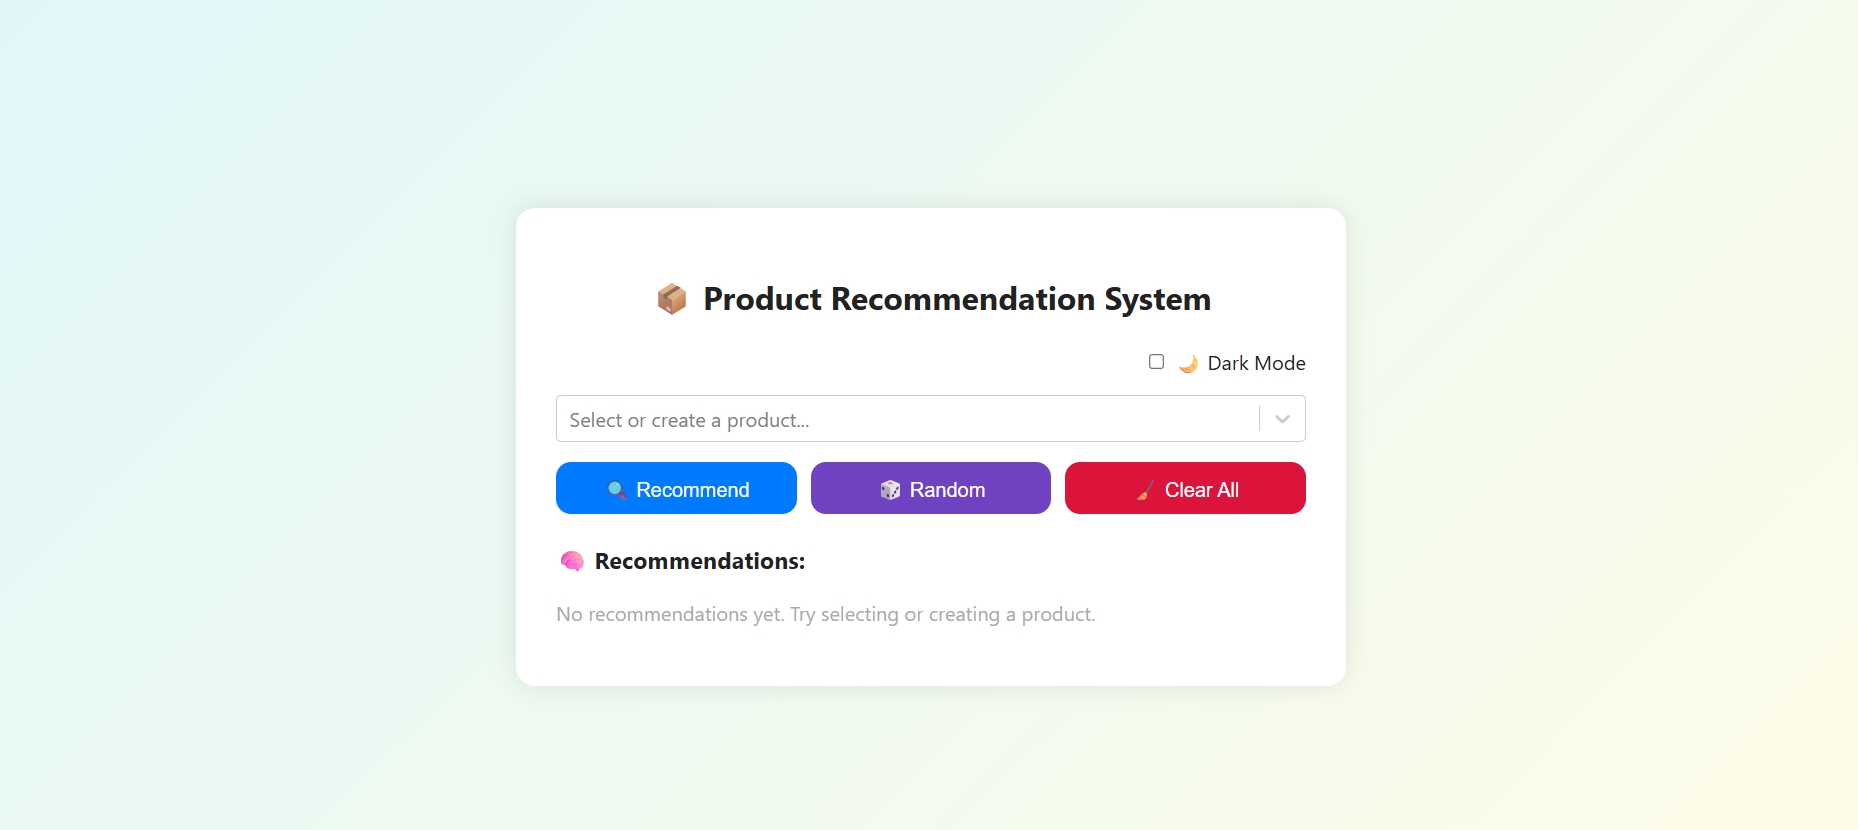 📦 Product Recommendation System
🌙 Dark Mode
Select or create a product...
🔍 Recommend
🎲 Random
🧹 Clear All
🧠 Recommendations:
No recommendations yet. Try selecting or creating a product.